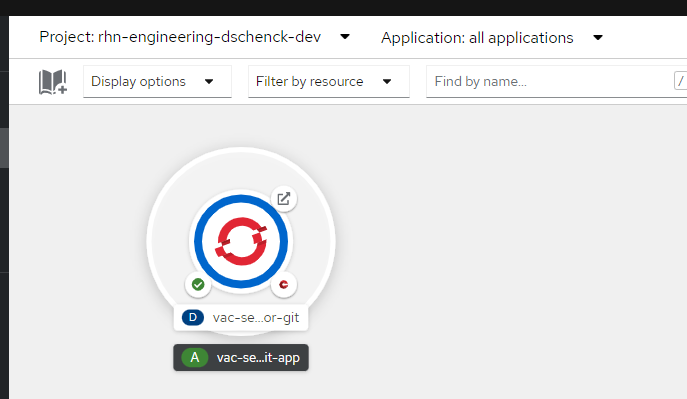 Project: rhn-engineering-dschenck-dev Application: all applications
Display options Filter by resource Find by name... /
D vac-se...or-git
A vac-se...it-app